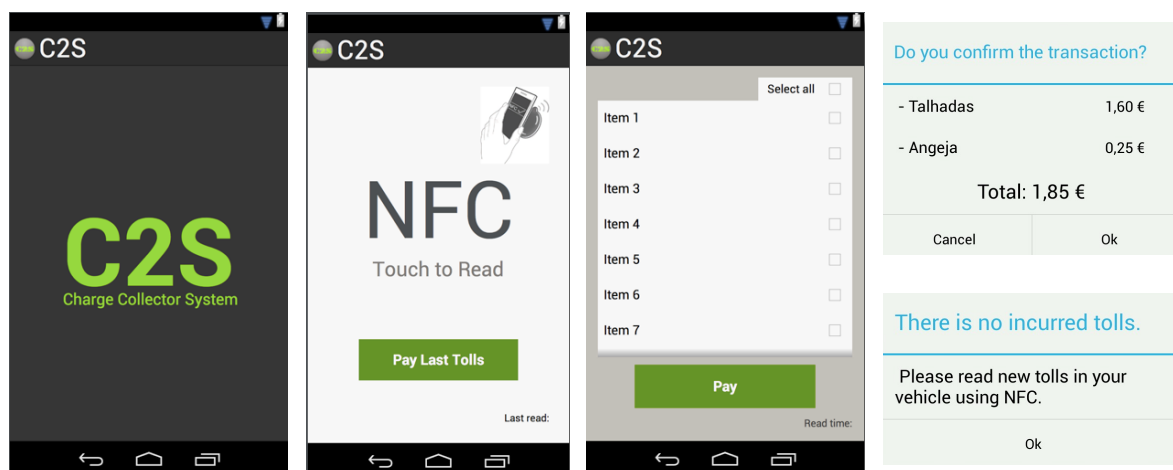 C2S
C2S
Charge Collector System
C2S
NFC
Touch to Read
Pay Last Tolls
Last read:
C2S
Select all
Item 1
Item 2
Item 3
Item 4
Item 5
Item 6
Item 7
Pay
Read time:
Do you confirm the transaction?
- Talhadas 1,60 €
- Angeja 0,25 €
Total: 1,85 €
Cancel Ok
There is no incurred tolls.
Please read new tolls in your
vehicle using NFC.
Ok